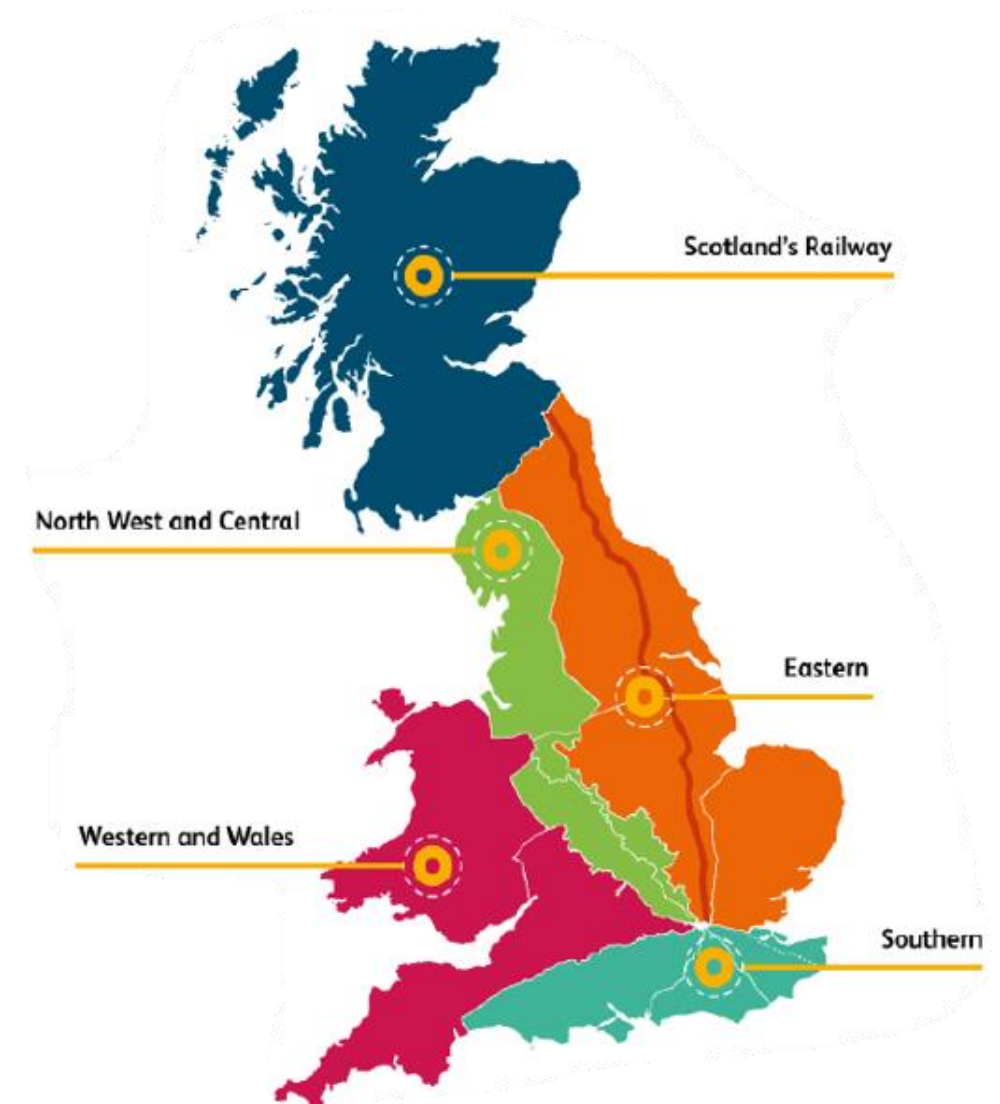 Scotland's Railway
North West and Central
Eastern
Western and Wales
Southern